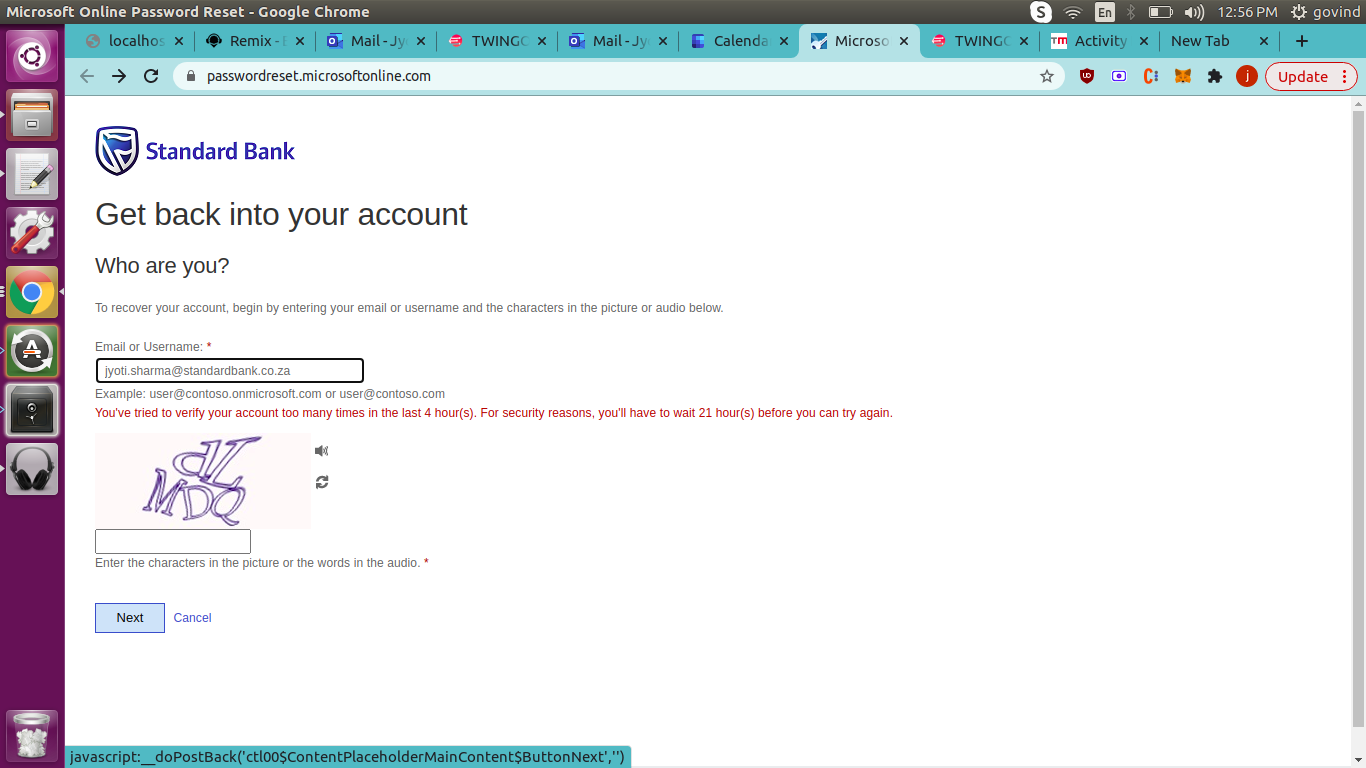 Microsoft Online Password Reset - Google Chrome
En
12:56 PM
govind
localhos
Remix - E
Mail - Jy
TWINGO
Mail - Jy
Calenda
Microso
TWINGO
Activity
New Tab
passwordreset.microsoftonline.com
j
Update
Standard Bank
Get back into your account
Who are you?
To recover your account, begin by entering your email or username and the characters in the picture or audio below.
Email or Username: *
jyoti.sharma@standardbank.co.za
Example: user@contoso.onmicrosoft.com or user@contoso.com
You've tried to verify your account too many times in the last 4 hour(s). For security reasons, you'll have to wait 21 hour(s) before you can try again.
dL
MDQ
Enter the characters in the picture or the words in the audio. *
Next
Cancel
javascript:__doPostBack('ctl00$ContentPlaceholderMainContent$ButtonNext','')